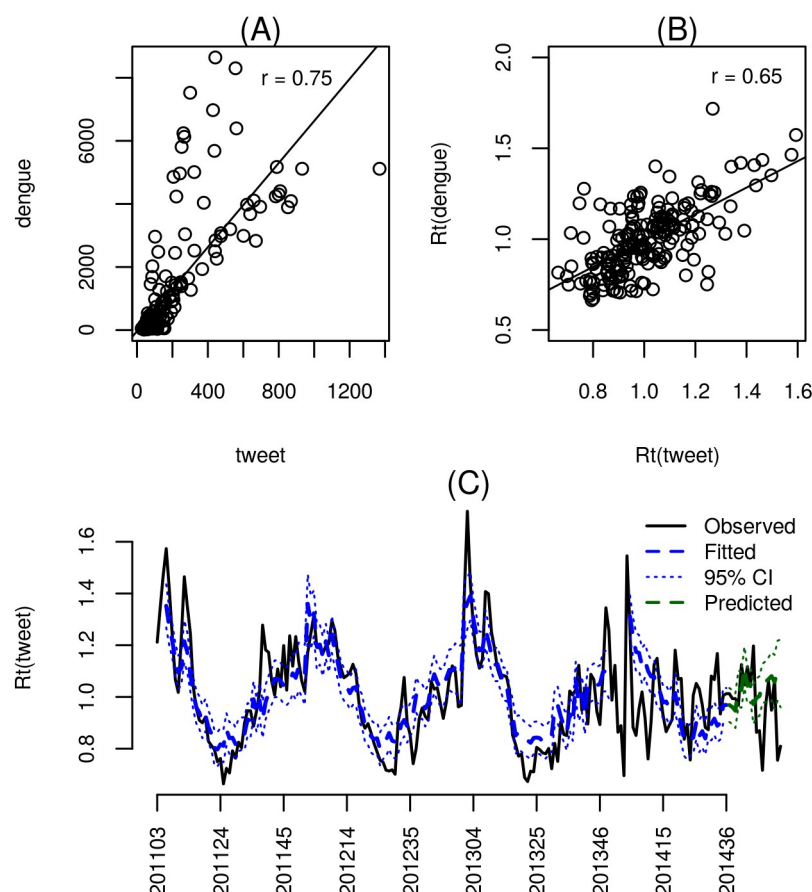 (A)
r = 0.75
dengue
0 2000 6000
0 400 800 1200
tweet
(B)
r = 0.65
Rt(dengue)
0.5 1.0 1.5 2.0
0.8 1.0 1.2 1.4 1.6
Rt(tweet)
(C)
Observed
Fitted
95% CI
Predicted
Rt(tweet)
0.8 1.0 1.2 1.4 1.6
201103 201124 201145 201214 201235 201304 201325 201346 201415 201436